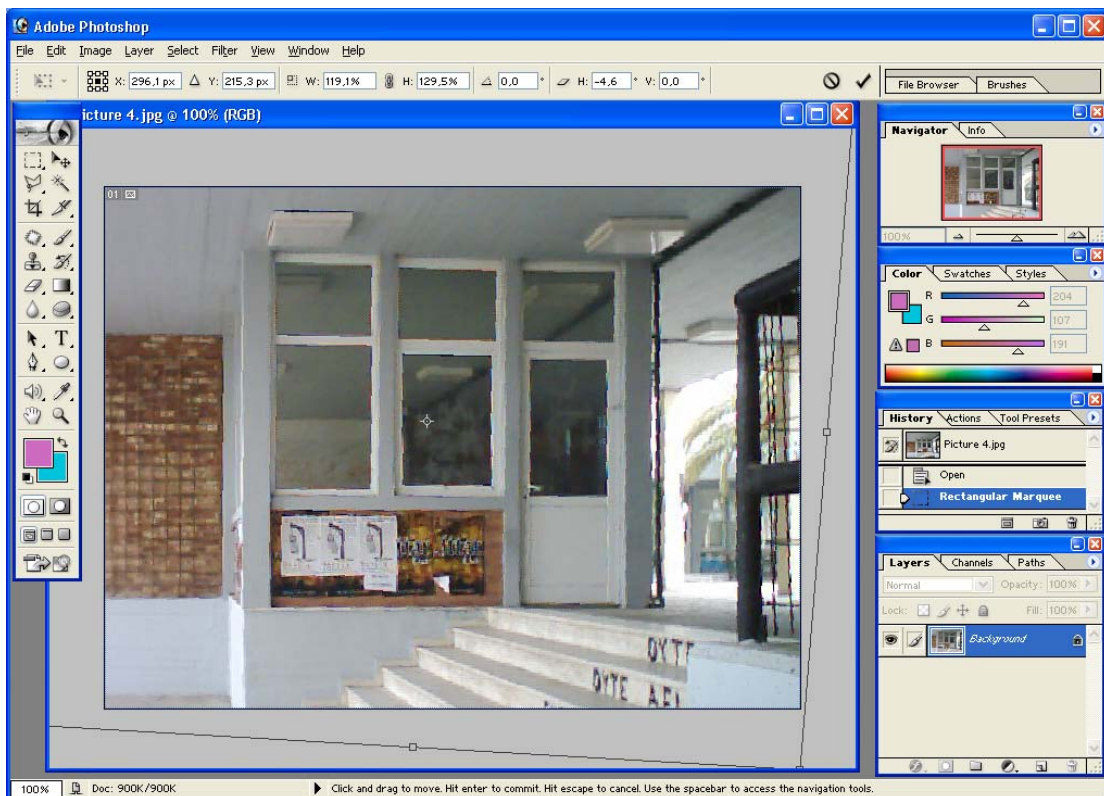 Adobe Photoshop
File Edit Image Layer Select Filter View Window Help
X: 296,1 px Y: 215,3 px W: 119,1% H: 129,5% 0,0 ° H: -4,6 ° V: 0,0 °
File Browser Brushes
icture 4.jpg @ 100% (RGB)
01
Navigator Info
100%
Color Swatches Styles
R 204
G 107
B 191
History Actions Tool Presets
Picture 4.jpg
Open
Rectangular Marquee
Layers Channels Paths
Normal Opacity: 100%
Lock: Fill: 100%
Background
T
100% Doc: 900K/900K Click and drag to move. Hit enter to commit. Hit escape to cancel. Use the spacebar to access the navigation tools.